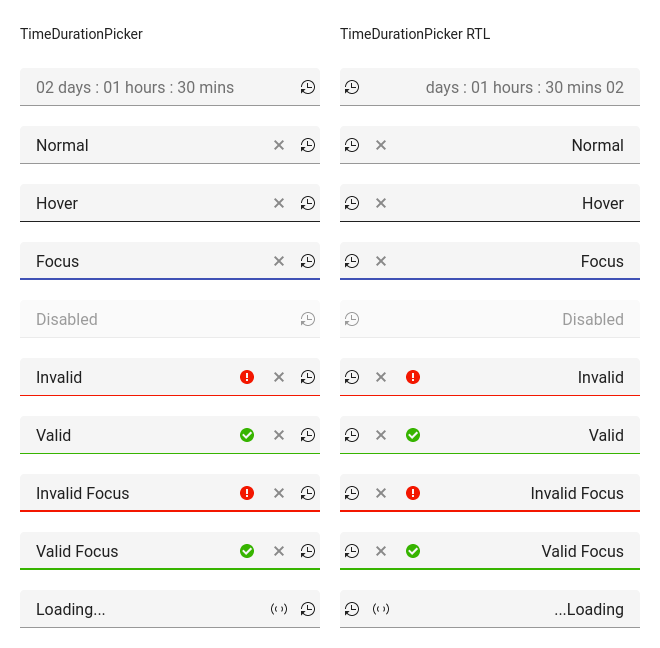 TimeDurationPicker
TimeDurationPicker RTL
02 days : 01 hours : 30 mins
days : 01 hours : 30 mins 02
Normal
Normal
Hover
Hover
Focus
Focus
Disabled
Disabled
Invalid
Invalid
Valid
Valid
Invalid Focus
Invalid Focus
Valid Focus
Valid Focus
Loading...
...Loading